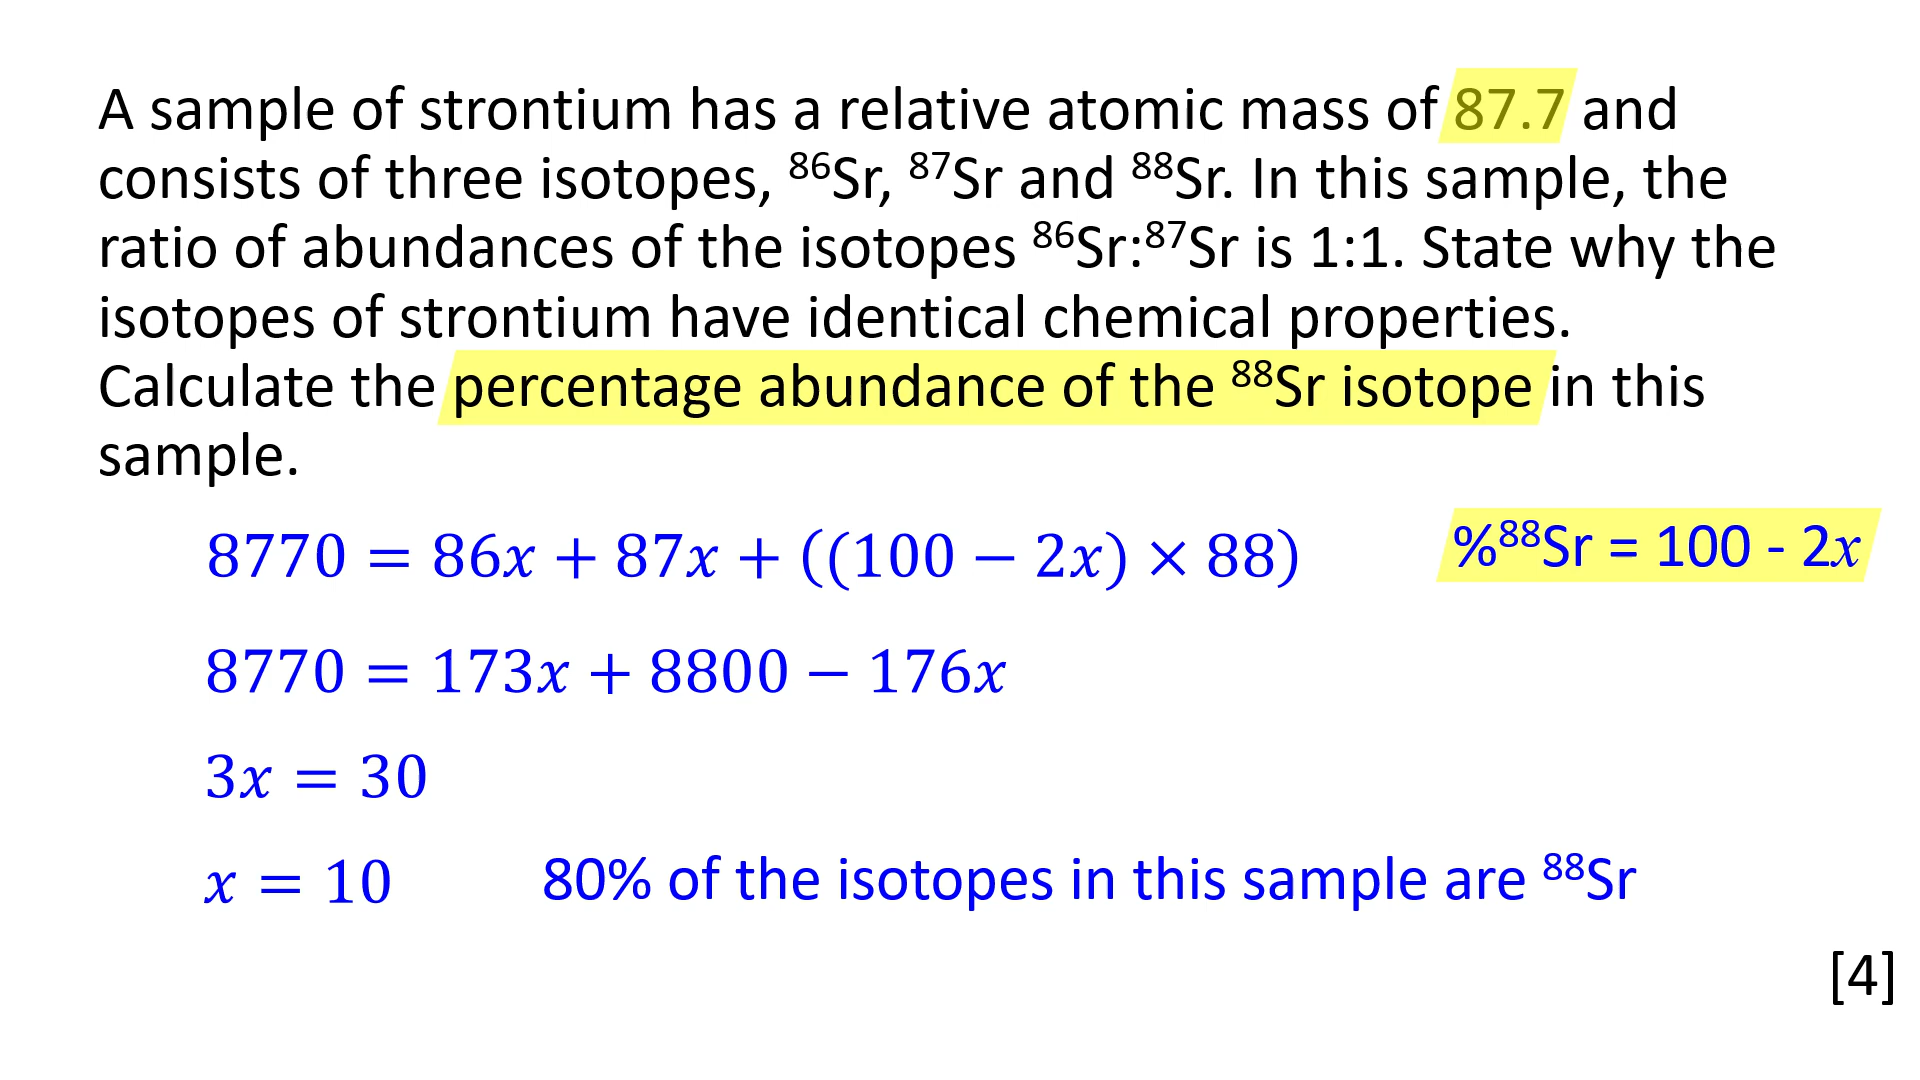 A sample of strontium has a relative atomic mass of 87.7 and
consists of three isotopes, ⁸⁶Sr, ⁸⁷Sr and ⁸⁸Sr. In this sample, the
ratio of abundances of the isotopes ⁸⁶Sr:⁸⁷Sr is 1:1. State why the
isotopes of strontium have identical chemical properties.
Calculate the percentage abundance of the ⁸⁸Sr isotope in this
sample.
8770 = 86x + 87x + ((100 − 2x) × 88)
%⁸⁸Sr = 100 - 2x
8770 = 173x + 8800 − 176x
3x = 30
x = 10
80% of the isotopes in this sample are ⁸⁸Sr
[4]